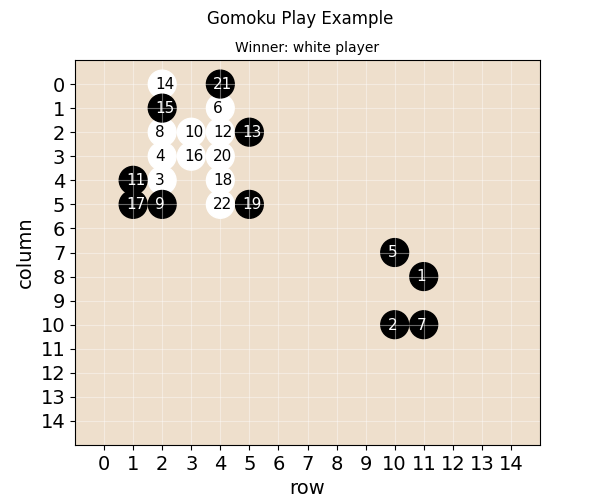 Gomoku Play Example
Winner: white player
0 14 21
1 15 6
2 8 10 12 13
3 4 16 20
4 11 3 18
5 17 9 22 19
6
7 5
8 1
9
10 2 7
11
12
13
14
column
0 1 2 3 4 5 6 7 8 9 10 11 12 13 14
row